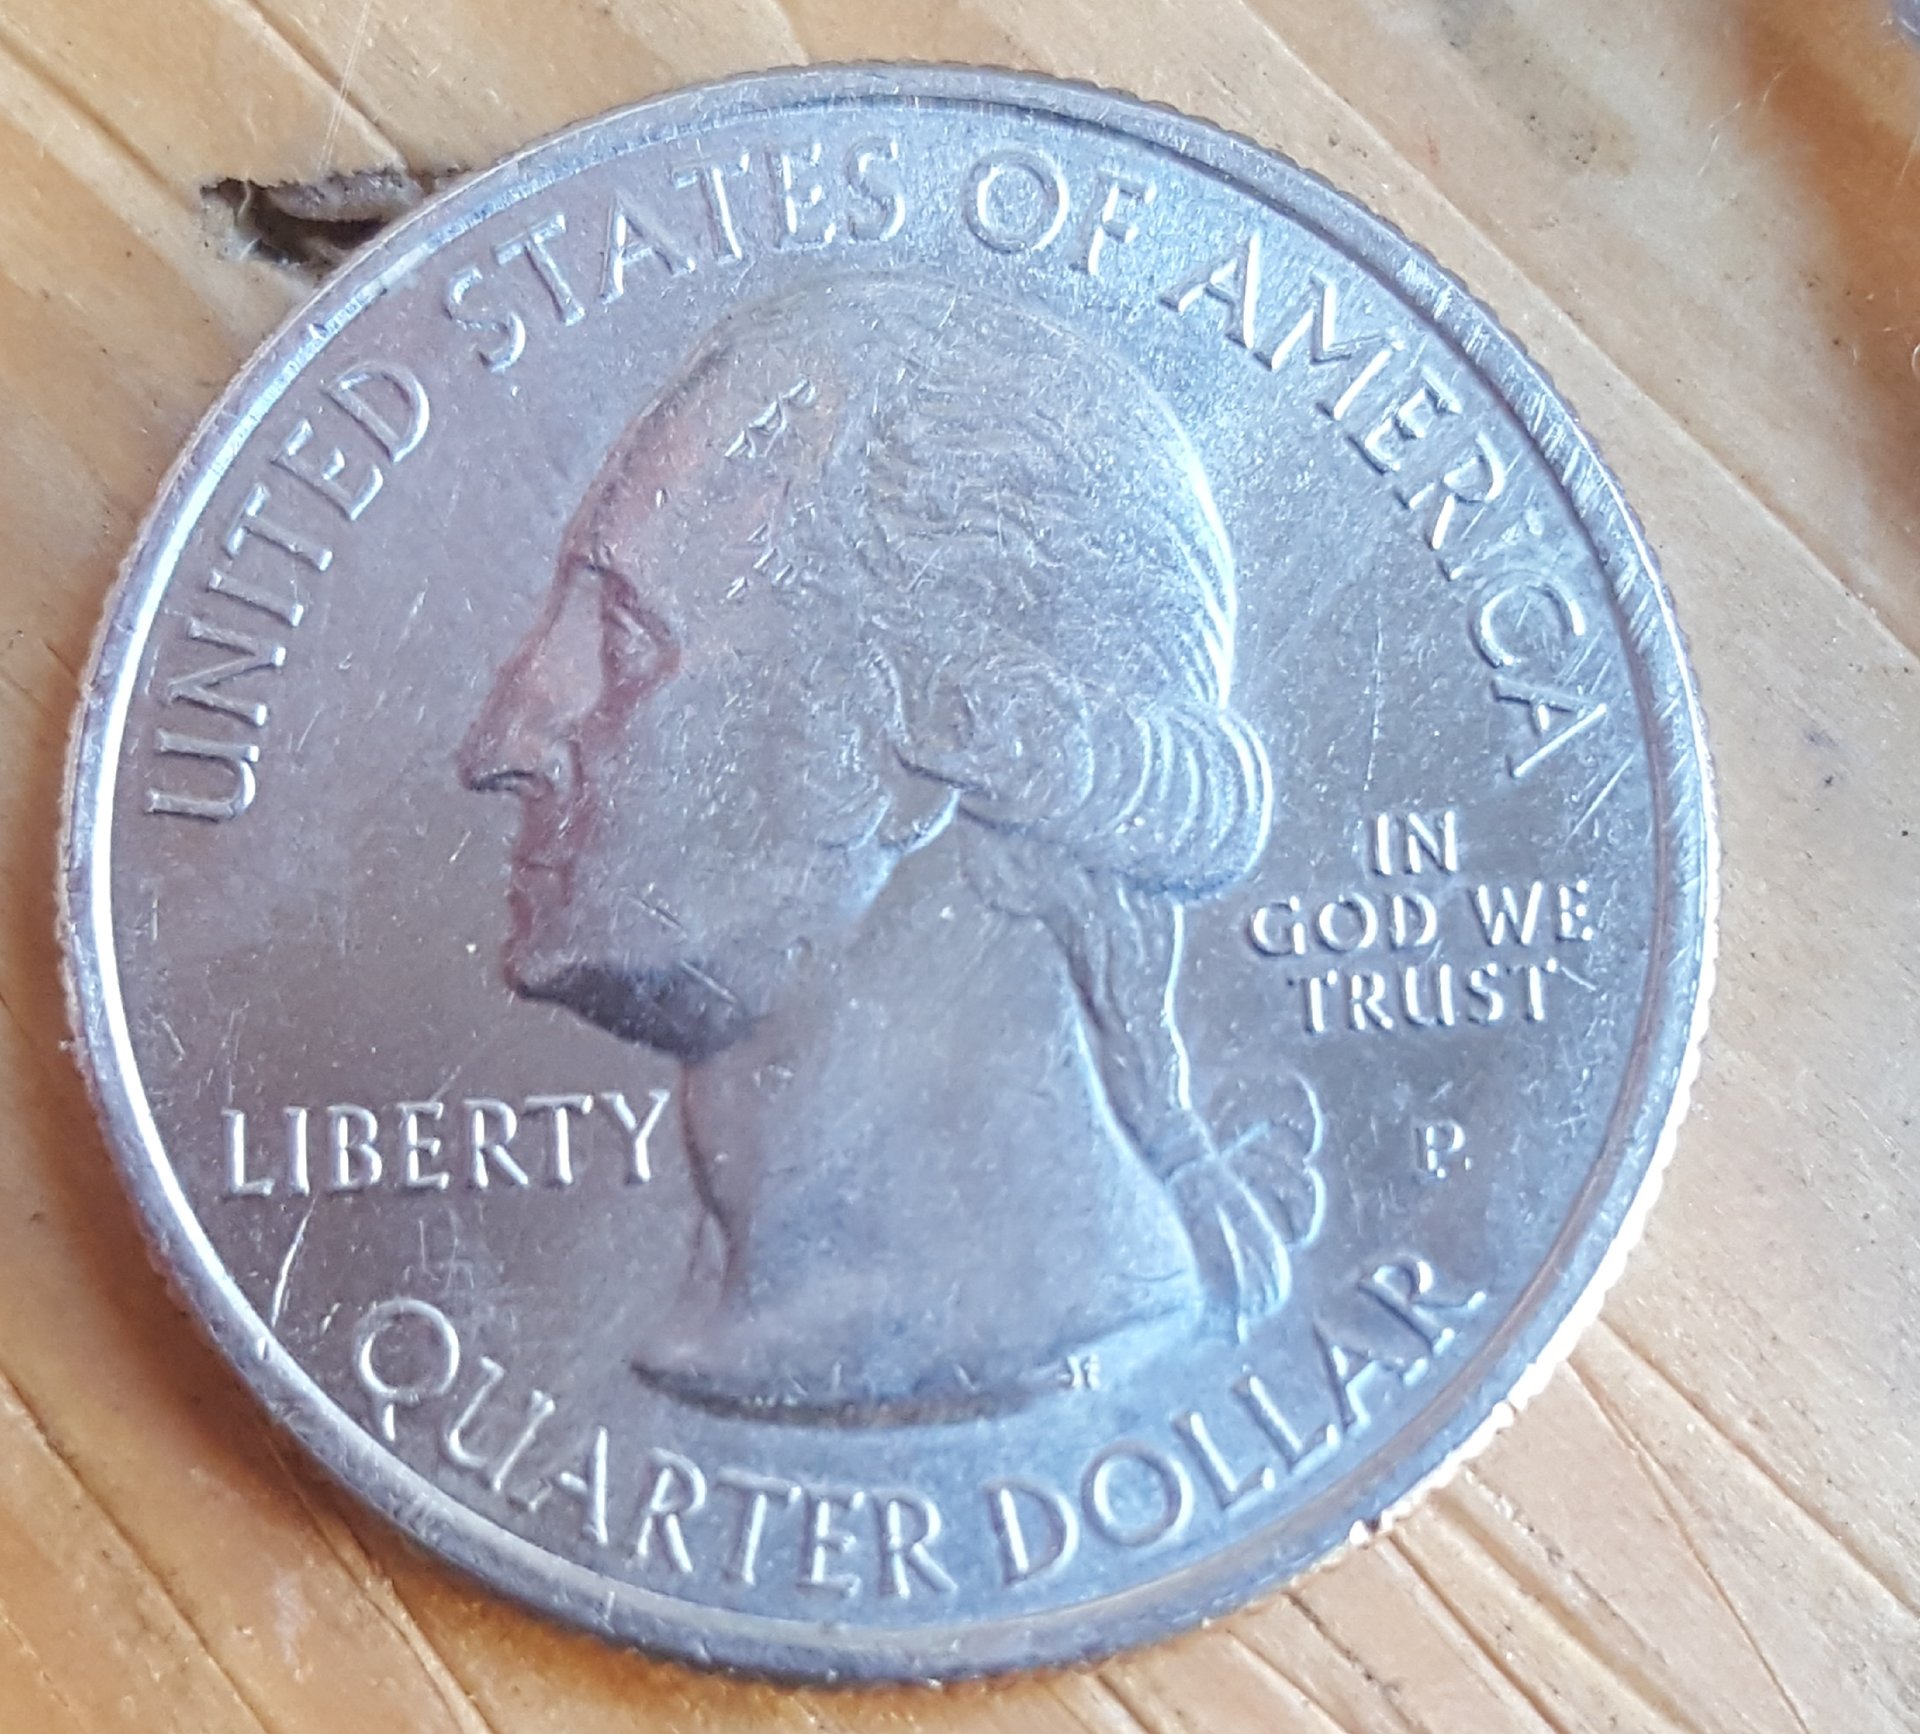 UNITED STATES OF AMERICA
LIBERTY
IN
GOD WE
TRUST
P
QUARTER DOLLAR